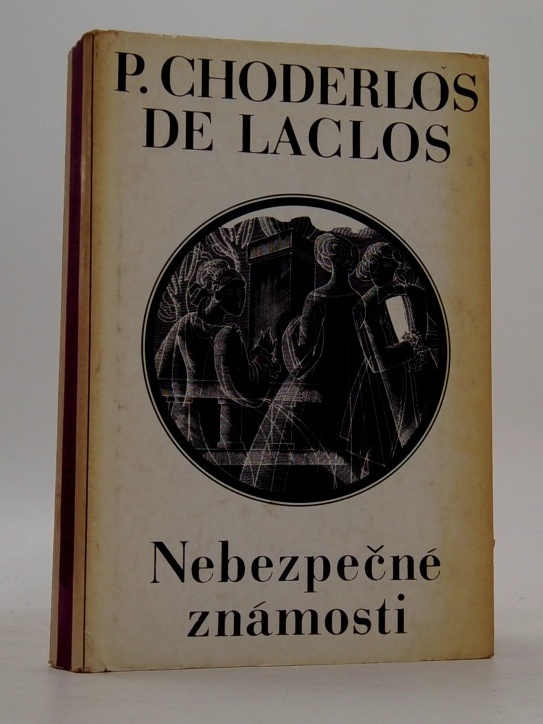 P. CHODERLOS
DE LACLOS
Nebezpečné
známosti